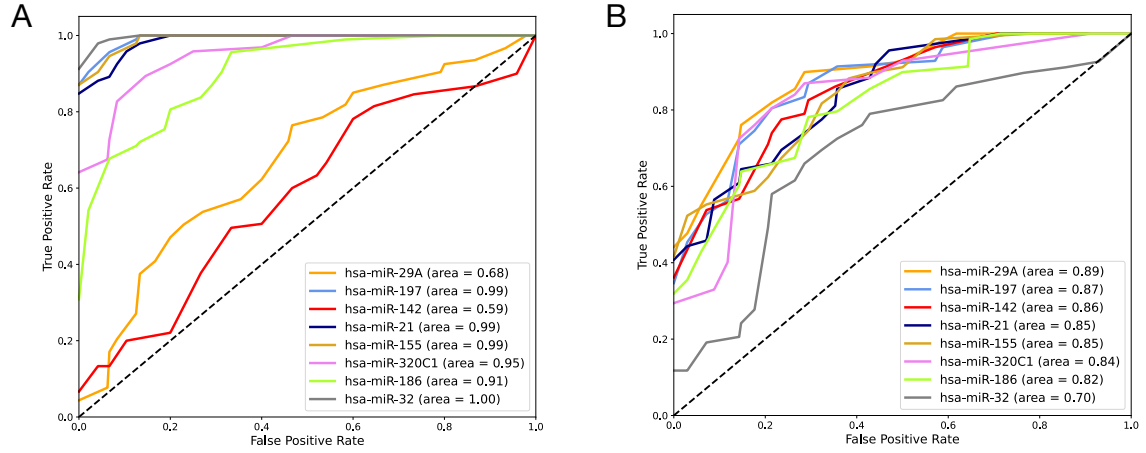 A
1.0
0.8
0.6
0.4
0.2
0.0
True Positive Rate
0.0 0.2 0.4 0.6 0.8 1.0
False Positive Rate
hsa-miR-29A (area = 0.68)
hsa-miR-197 (area = 0.99)
hsa-miR-142 (area = 0.59)
hsa-miR-21 (area = 0.99)
hsa-miR-155 (area = 0.99)
hsa-miR-320C1 (area = 0.95)
hsa-miR-186 (area = 0.91)
hsa-miR-32 (area = 1.00)
B
1.0
0.8
0.6
0.4
0.2
0.0
True Positive Rate
0.0 0.2 0.4 0.6 0.8 1.0
False Positive Rate
hsa-miR-29A (area = 0.89)
hsa-miR-197 (area = 0.87)
hsa-miR-142 (area = 0.86)
hsa-miR-21 (area = 0.85)
hsa-miR-155 (area = 0.85)
hsa-miR-320C1 (area = 0.84)
hsa-miR-186 (area = 0.82)
hsa-miR-32 (area = 0.70)